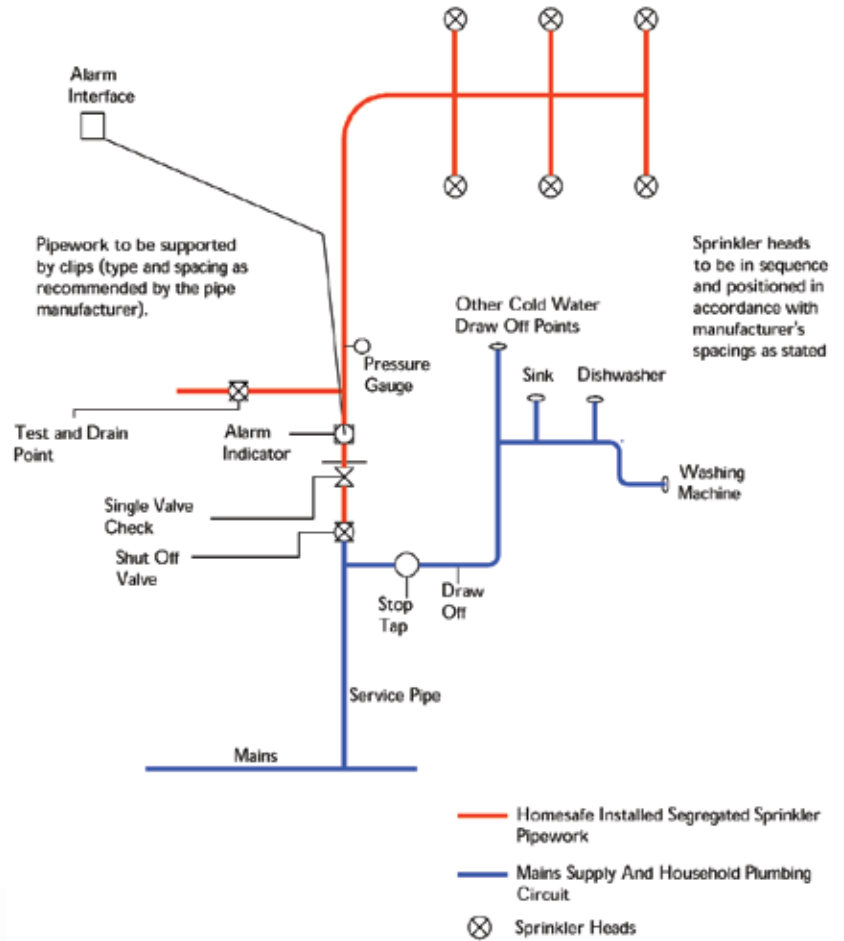 Alarm
Interface
Pipework to be supported
by clips (type and spacing as
recommended by the pipe
manufacturer).
Sprinkler heads
to be in sequence
and positioned in
accordance with
manufacturer's
spacings as stated
Other Cold Water
Draw Off Points
Pressure
Gauge
Sink
Dishwasher
Test and Drain
Point
Alarm
Indicator
Washing
Machine
Single Valve
Check
Shut Off
Valve
Stop
Tap
Draw
Off
Service Pipe
Mains
Homesafe Installed Segregated Sprinkler
Pipework
Mains Supply And Household Plumbing
Circuit
Sprinkler Heads